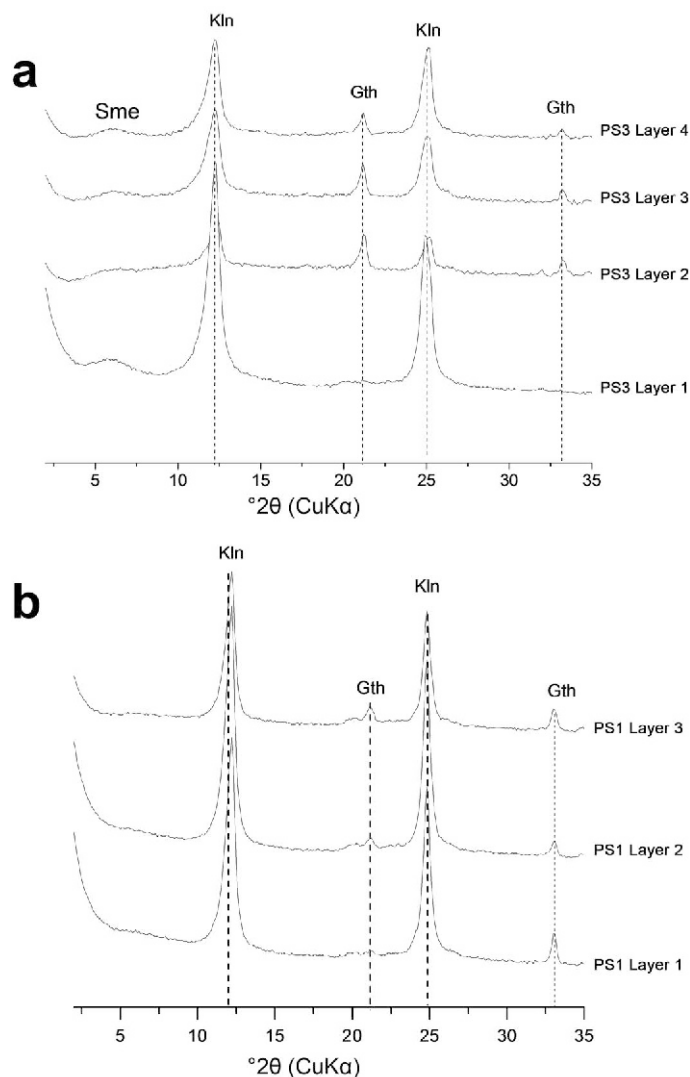 a
Kln
Kln
Sme
Gth
Gth
PS3 Layer 4
PS3 Layer 3
PS3 Layer 2
PS3 Layer 1
5 10 15 20 25 30 35
°2θ (CuKα)
b
Kln
Kln
Gth
Gth
PS1 Layer 3
PS1 Layer 2
PS1 Layer 1
5 10 15 20 25 30 35
°2θ (CuKα)